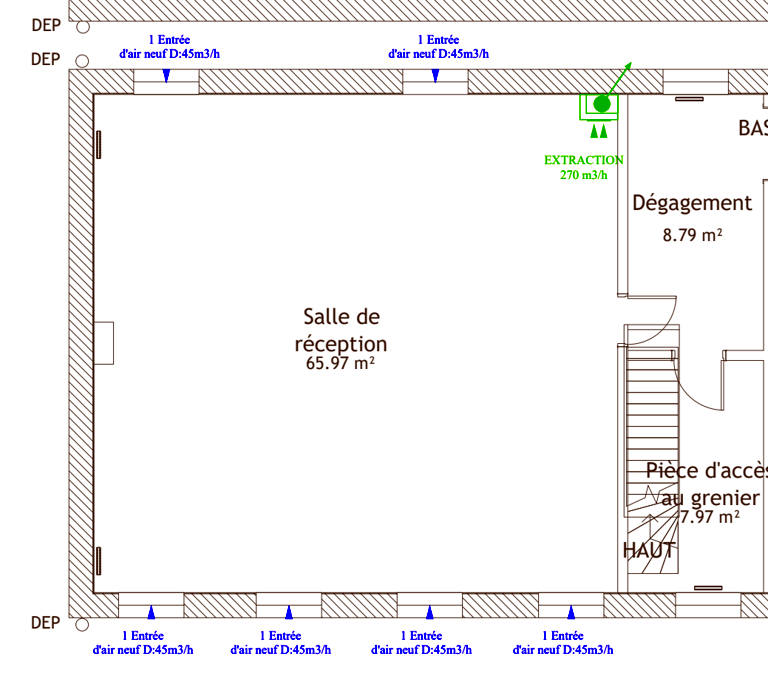 DEP
1 Entrée
d'air neuf D:45m3/h
1 Entrée
d'air neuf D:45m3/h
DEP
BAS
EXTRACTION
270 m3/h
Dégagement
8.79 m²
Salle de
réception
65.97 m²
Pièce d'accès
au grenier
7.97 m²
HAUT
DEP
1 Entrée
d'air neuf D:45m3/h
1 Entrée
d'air neuf D:45m3/h
1 Entrée
d'air neuf D:45m3/h
1 Entrée
d'air neuf D:45m3/h